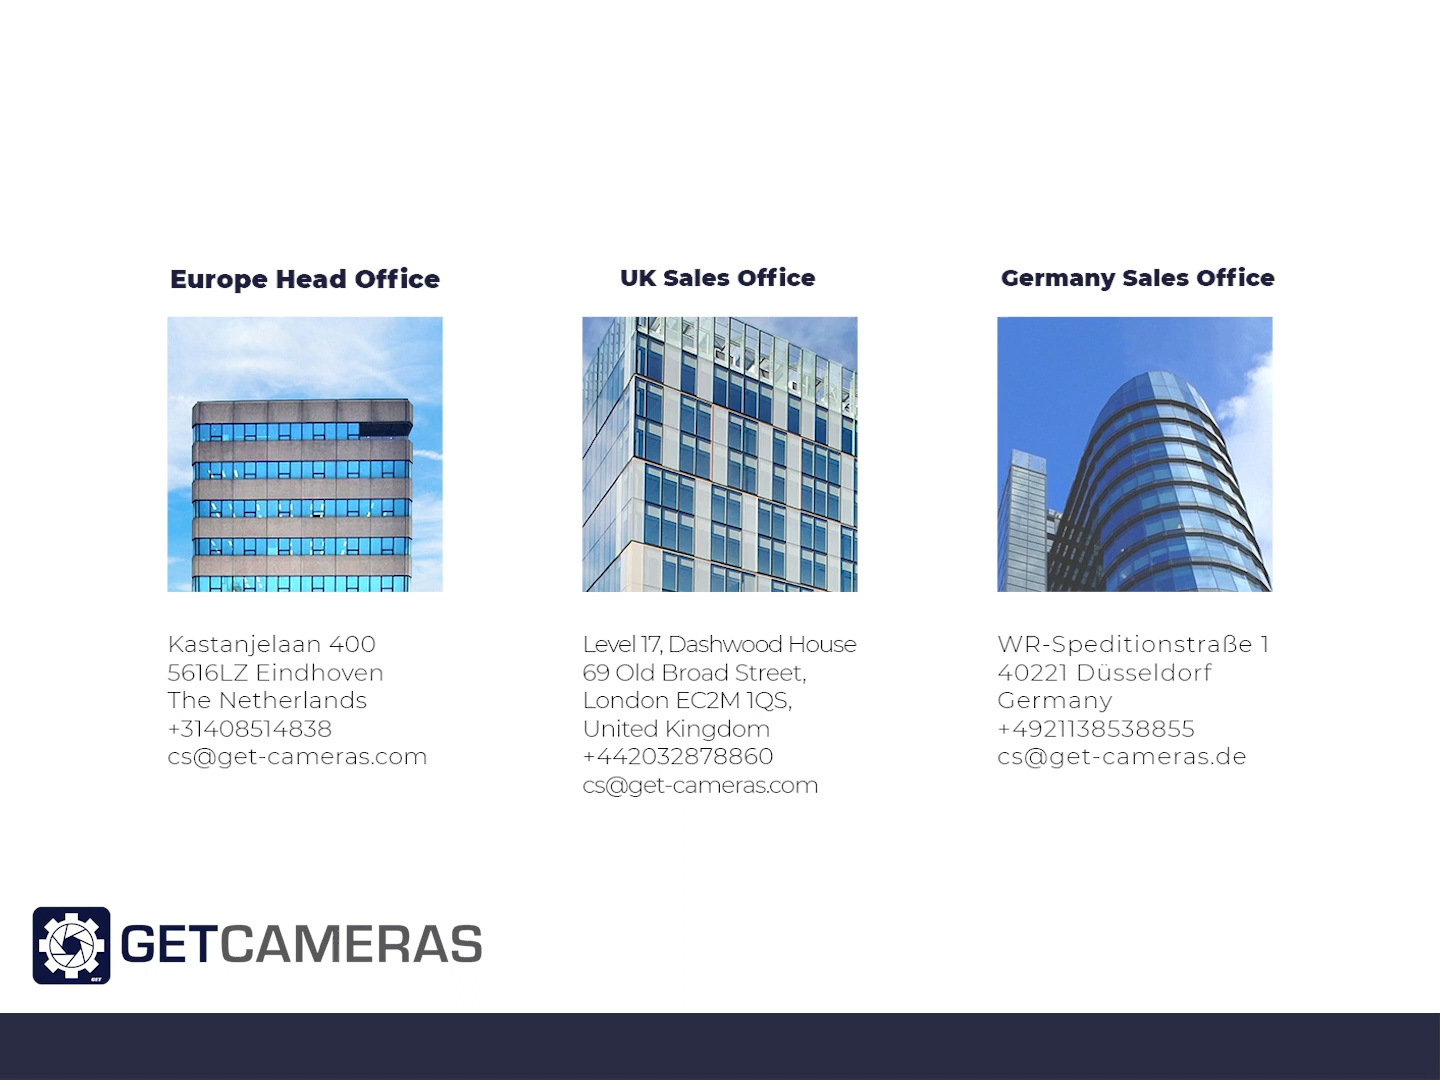 Europe Head Office
Kastanjelaan 400
5616LZ Eindhoven
The Netherlands
+31408514838
cs@get-cameras.com
UK Sales Office
Level 17, Dashwood House
69 Old Broad Street,
London EC2M 1QS,
United Kingdom
+442032878860
cs@get-cameras.com
Germany Sales Office
WR-Speditionstraße 1
40221 Düsseldorf
Germany
+4921138538855
cs@get-cameras.de
GET
GETCAMERAS